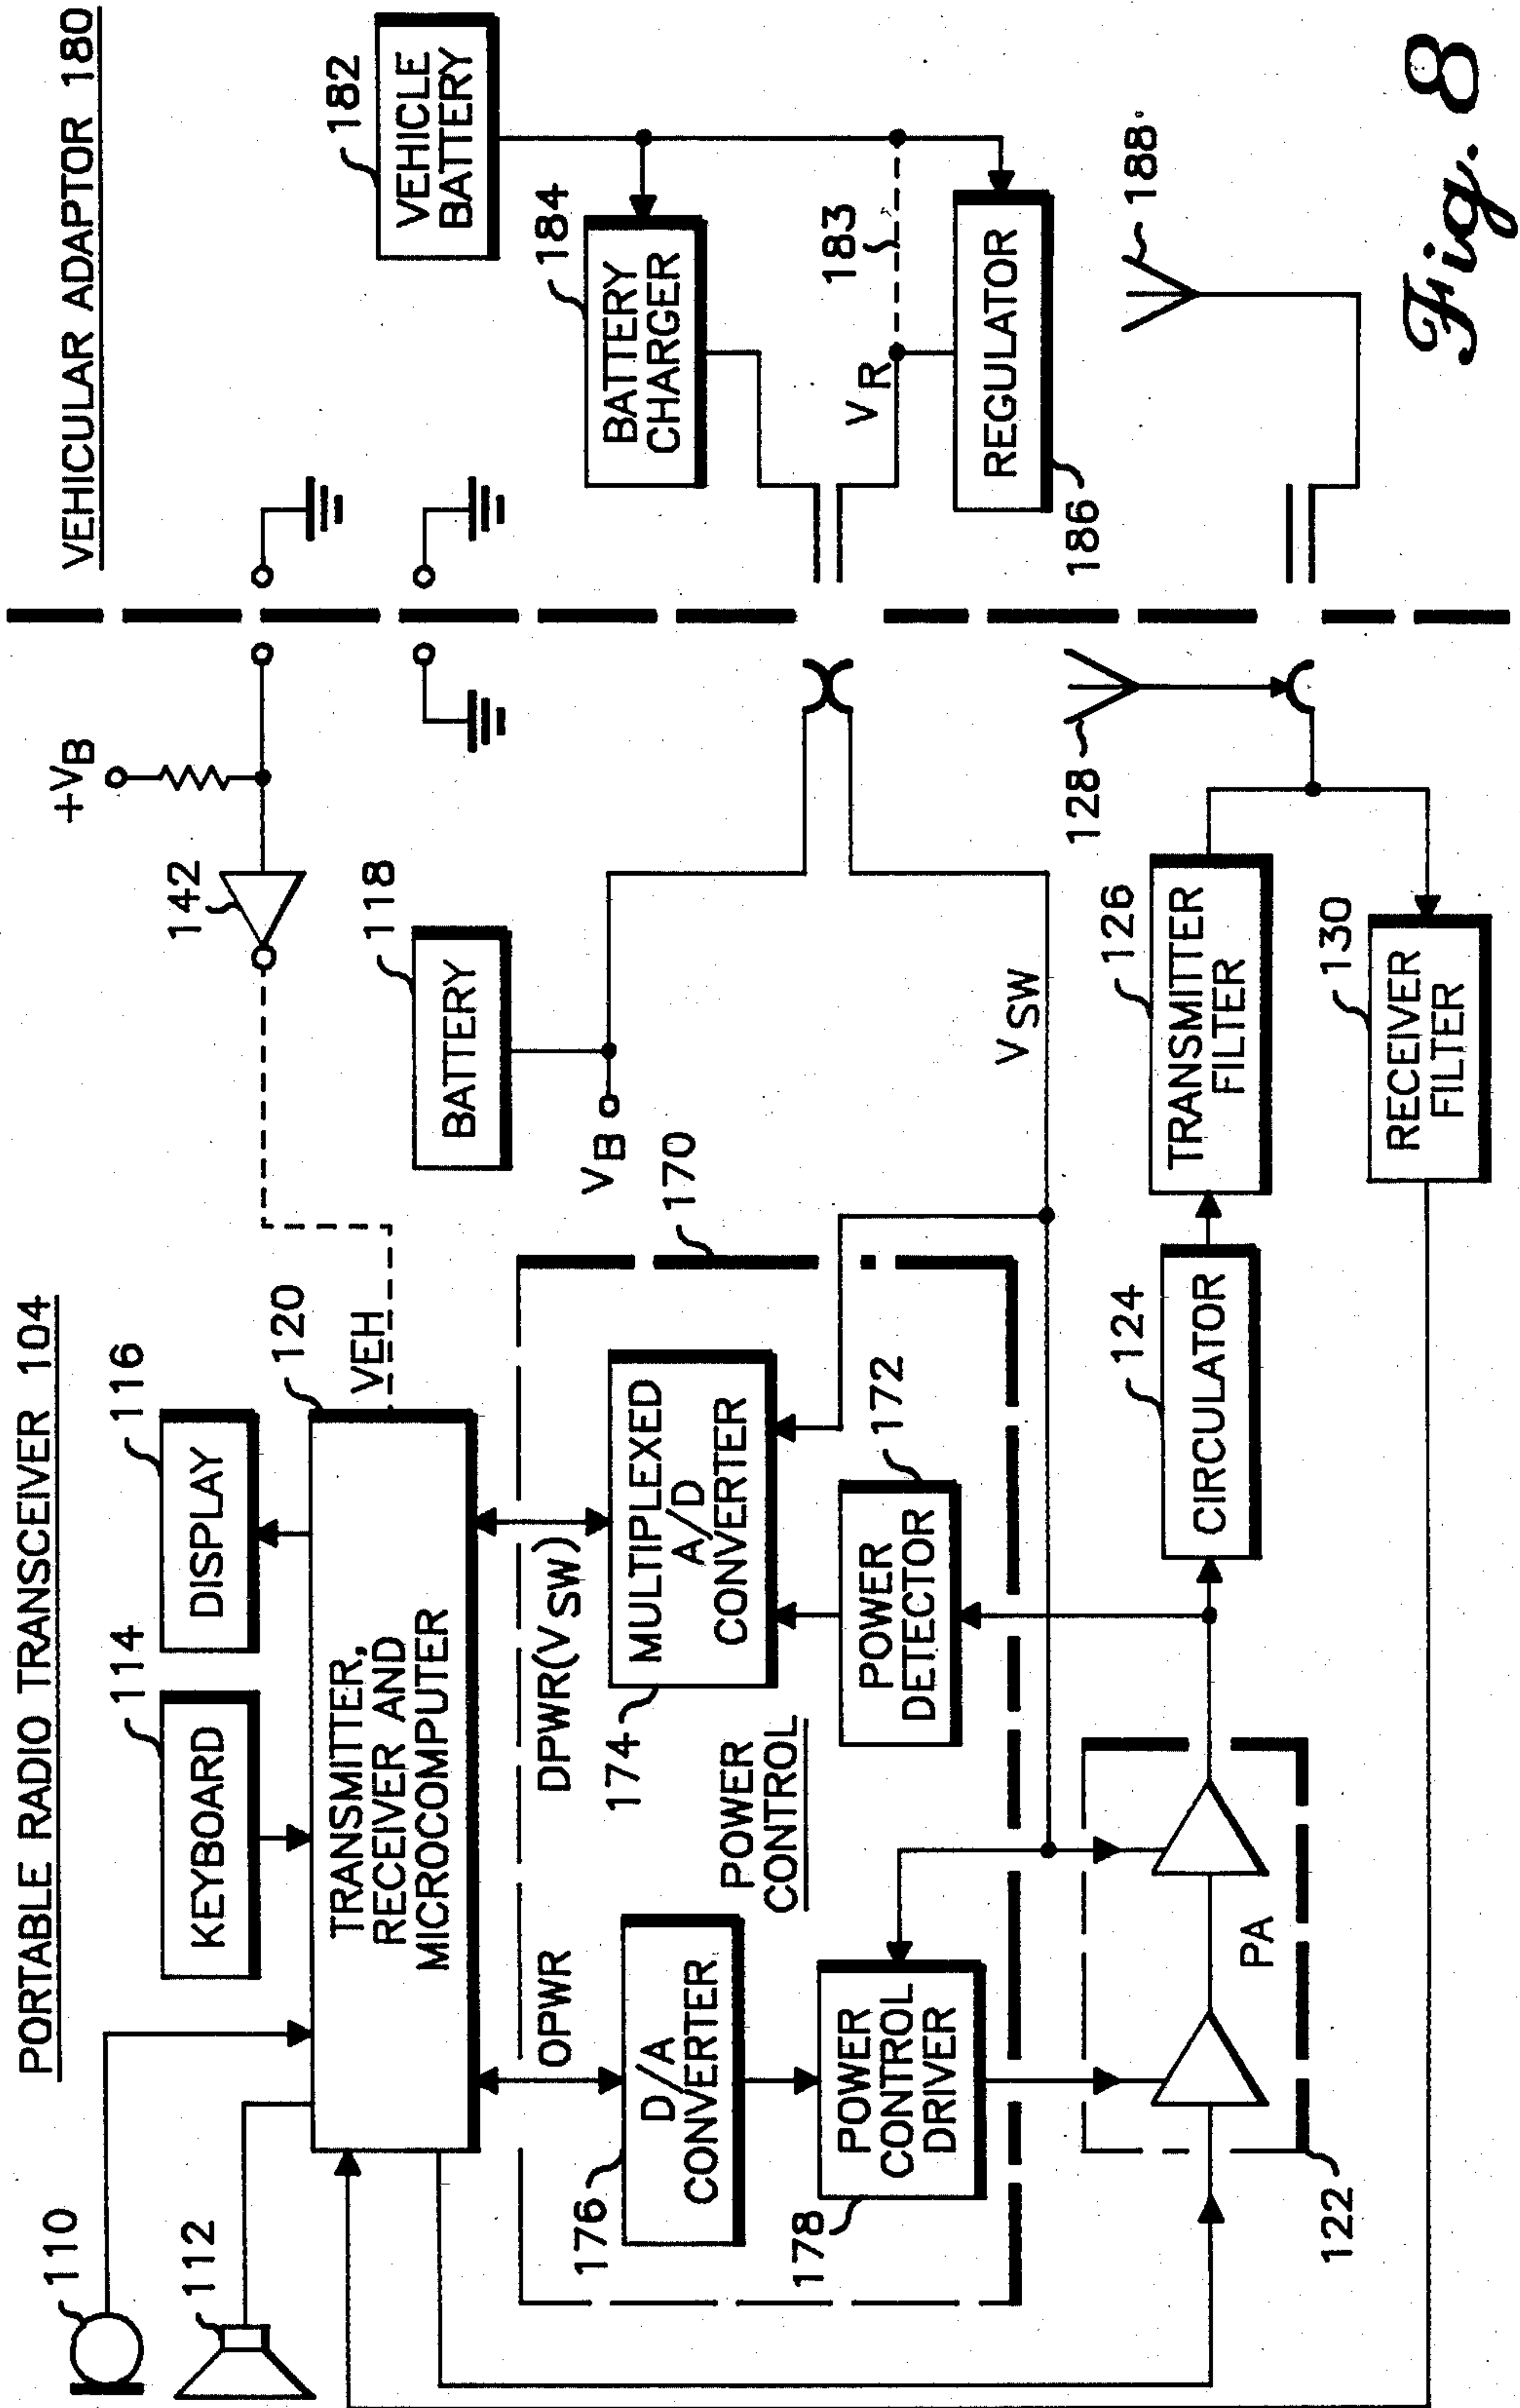 PORTABLE RADIO TRANSCEIVER 104
VEHICULAR ADAPTOR 180
110
112
KEYBOARD
114
DISPLAY
116
TRANSMITTER,
RECEIVER AND
MICROCOMPUTER
120
VEH
142
+VB
BATTERY
118
VB
170
OPWR
DPWR(VSW)
D/A
CONVERTER
176
MULTIPLEXED
A/D
CONVERTER
174
POWER
CONTROL
POWER
CONTROL
DRIVER
178
POWER
DETECTOR
172
VSW
PA
122
CIRCULATOR
124
TRANSMITTER
FILTER
126
128
RECEIVER
FILTER
130
VEHICLE
BATTERY
182
BATTERY
CHARGER
184
183
VR
REGULATOR
186
188
Fig. 8